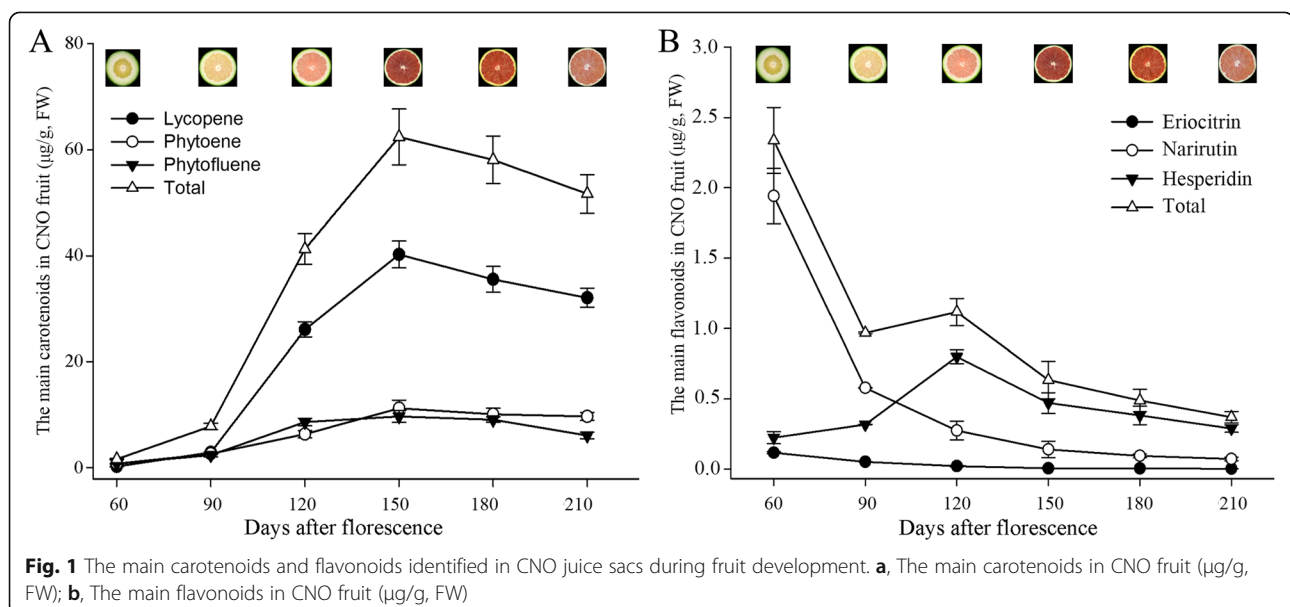 A
The main carotenoids in CNO fruit (μg/g, FW)
80
60
40
20
0
Lycopene
Phytoene
Phytofluene
Total
60 90 120 150 180 210
Days after florescence
B
The main flavonoids in CNO fruit (μg/g, FW)
3.0
2.5
2.0
1.5
1.0
0.5
0.0
Eriocitrin
Narirutin
Hesperidin
Total
60 90 120 150 180 210
Days after florescence
Fig. 1 The main carotenoids and flavonoids identified in CNO juice sacs during fruit development. a, The main carotenoids in CNO fruit (μg/g,
FW); b, The main flavonoids in CNO fruit (μg/g, FW)